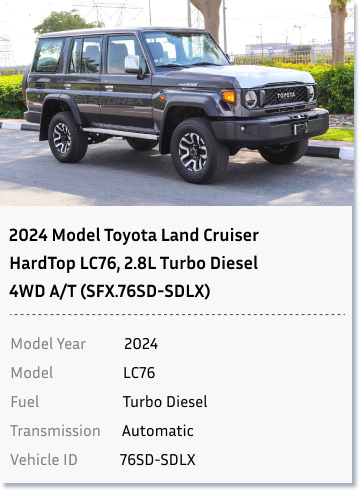 TOYOTA
2024 Model Toyota Land Cruiser
HardTop LC76, 2.8L Turbo Diesel
4WD A/T (SFX.76SD-SDLX)
Model Year 2024
Model LC76
Fuel Turbo Diesel
Transmission Automatic
Vehicle ID 76SD-SDLX